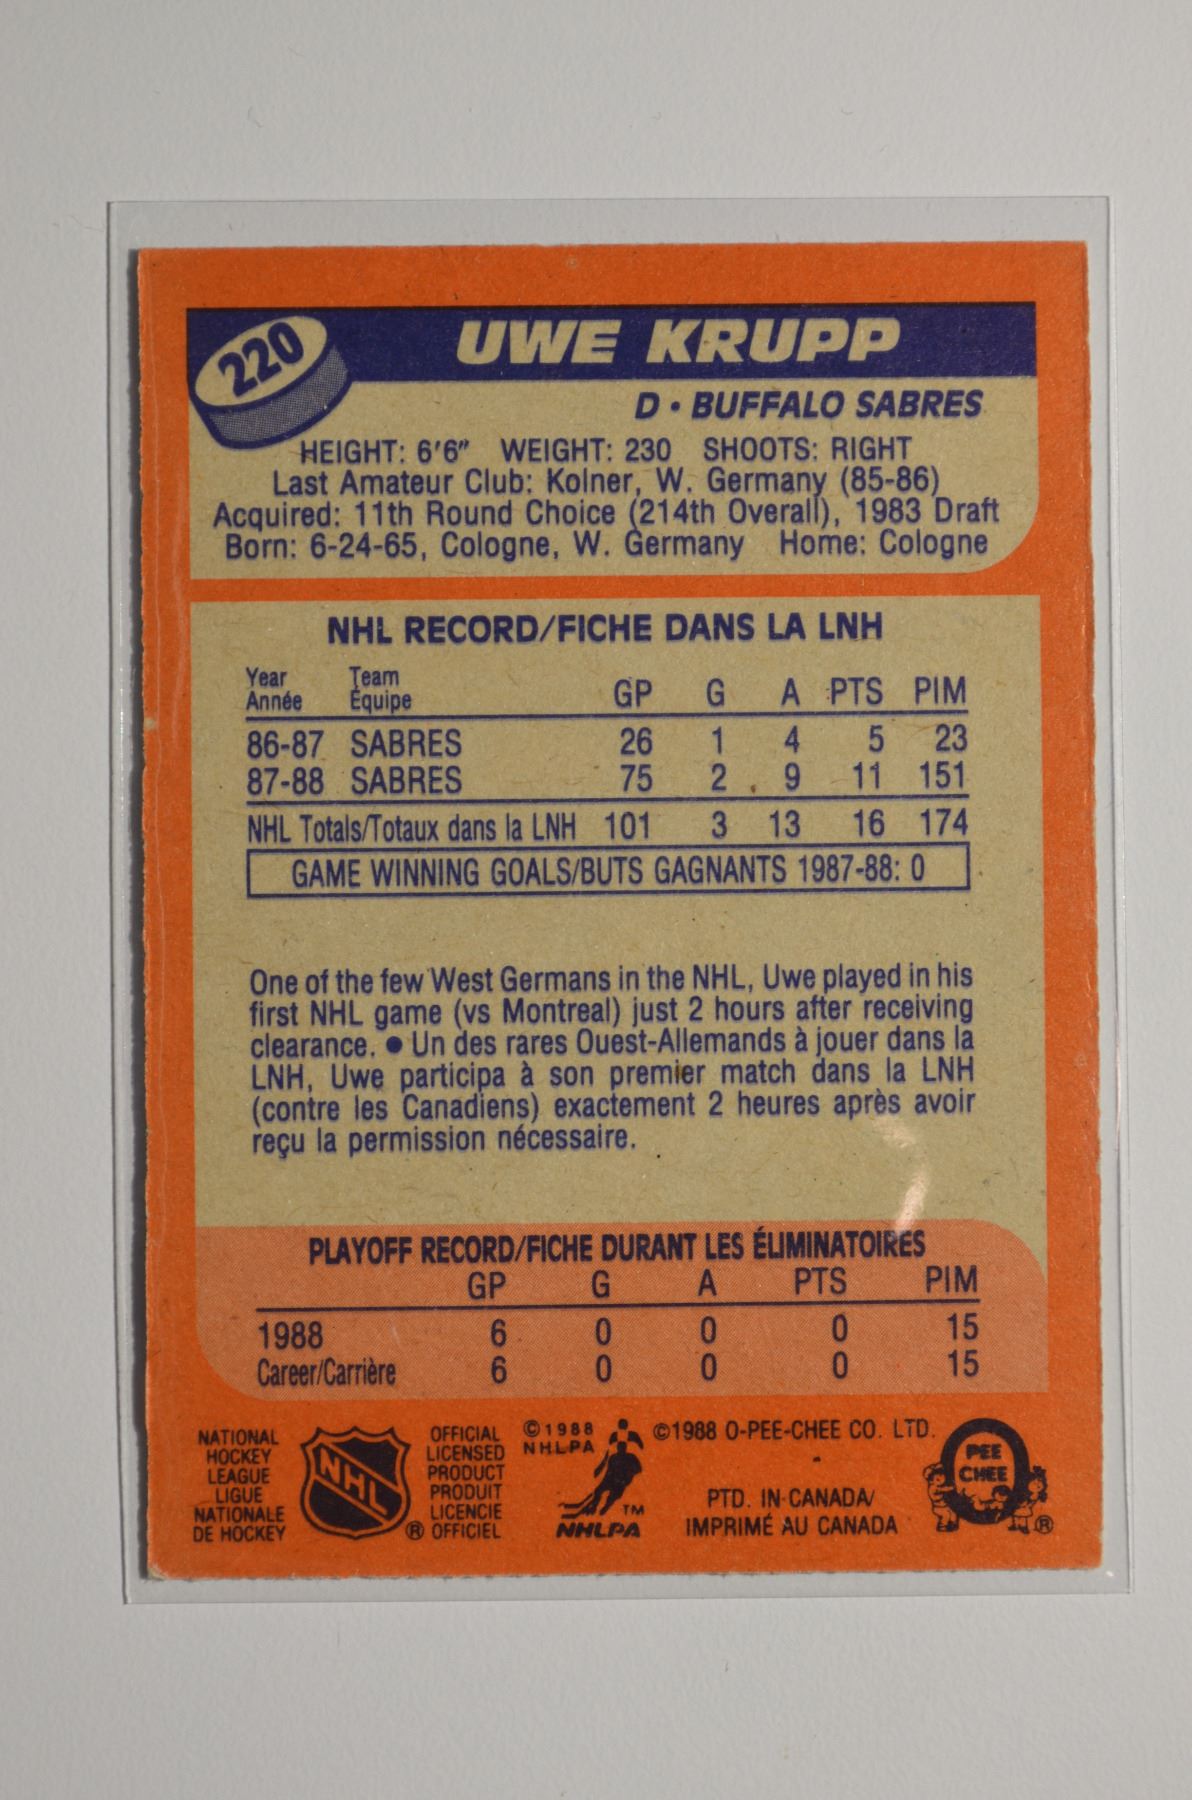 220
UWE KRUPP
D • BUFFALO SABRES
HEIGHT: 6'6" WEIGHT: 230 SHOOTS: RIGHT
Last Amateur Club: Kolner, W. Germany (85-86)
Acquired: 11th Round Choice (214th Overall), 1983 Draft
Born: 6-24-65, Cologne, W. Germany Home: Cologne
NHL RECORD/FICHE DANS LA LNH
Year Team
Année Équipe GP G A PTS PIM
86-87 SABRES 26 1 4 5 23
87-88 SABRES 75 2 9 11 151
NHL Totals/Totaux dans la LNH 101 3 13 16 174
GAME WINNING GOALS/BUTS GAGNANTS 1987-88: 0
One of the few West Germans in the NHL, Uwe played in his
first NHL game (vs Montreal) just 2 hours after receiving
clearance. ● Un des rares Ouest-Allemands à jouer dans la
LNH, Uwe participa à son premier match dans la LNH
(contre les Canadiens) exactement 2 heures après avoir
reçu la permission nécessaire.
PLAYOFF RECORD/FICHE DURANT LES ÉLIMINATOIRES
GP G A PTS PIM
1988 6 0 0 0 15
Career/Carrière 6 0 0 0 15
NATIONAL
HOCKEY
LEAGUE
LIGUE
NATIONALE
DE HOCKEY
NHL
®
OFFICIAL
LICENSED
PRODUCT
PRODUIT
LICENCIE
OFFICIEL
©1988
NHLPA
TM
NHLPA
©1988 O-PEE-CHEE CO. LTD.
PTD. IN CANADA/
IMPRIMÉ AU CANADA
PEE
CHEE
®